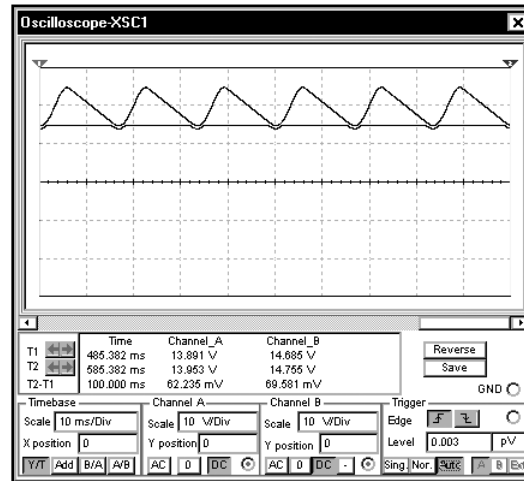 Oscilloscope-XSC1
1 2
Time Channel_A Channel_B
T1 485.382 ms 13.891 V 14.685 V
T2 585.382 ms 13.953 V 14.755 V
T2-T1 100.000 ms 62.235 mV 69.581 mV
Reverse
Save
GND
Timebase
Scale 10 ms/Div
X position 0
Y/T Add B/A A/B
Channel A
Scale 10 V/Div
Y position 0
AC 0 DC
Channel B
Scale 10 V/Div
Y position 0
AC 0 DC -
Trigger
Edge
Level 0.003 pV
Sing. Nor. Auto A B Ext